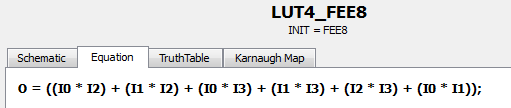 LUT4_FEE8
INIT = FEE8
Schematic Equation TruthTable Karnaugh Map
O = ((I0 * I2) + (I1 * I2) + (I0 * I3) + (I1 * I3) + (I2 * I3) + (I0 * I1));